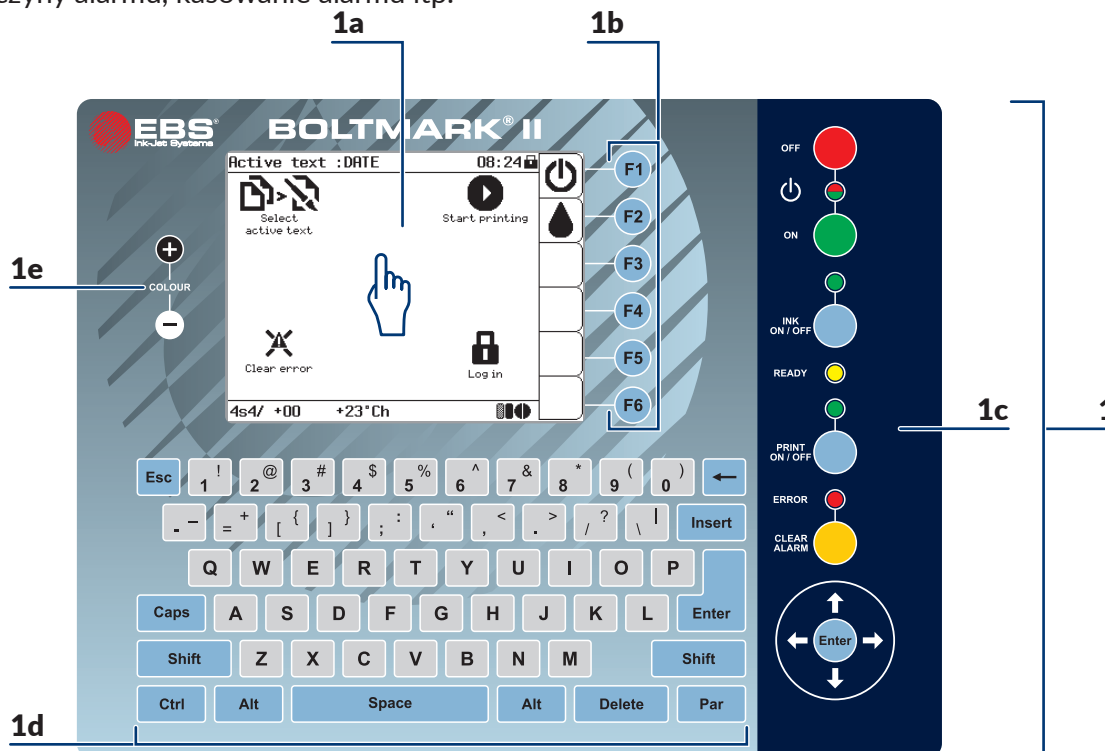 alarmu, kasowanie alarmu itp.
1a 1b
EBS®
Ink-Jet Systems
BOLTMARK® II
Active text :DATE 08:24
Select
active text
Start printing
Clear error
Log in
4s4/ +00 +23°Ch
F1
F2
F3
F4
F5
F6
1e
+
COLOUR
−
OFF
ON
INK
ON / OFF
READY
PRINT
ON / OFF
ERROR
CLEAR
ALARM
↑
← Enter →
↓
1c
1
Esc 1 ! 2 @ 3 # 4 $ 5 % 6 ^ 7 & 8 * 9 ( 0 ) ←
- _ = + [ { ] } ; : ‘ “ , < . > / ? \ | Insert
Q W E R T Y U I O P
Caps A S D F G H J K L Enter
Shift Z X C V B N M Shift
Ctrl Alt Space Alt Delete Par
1d